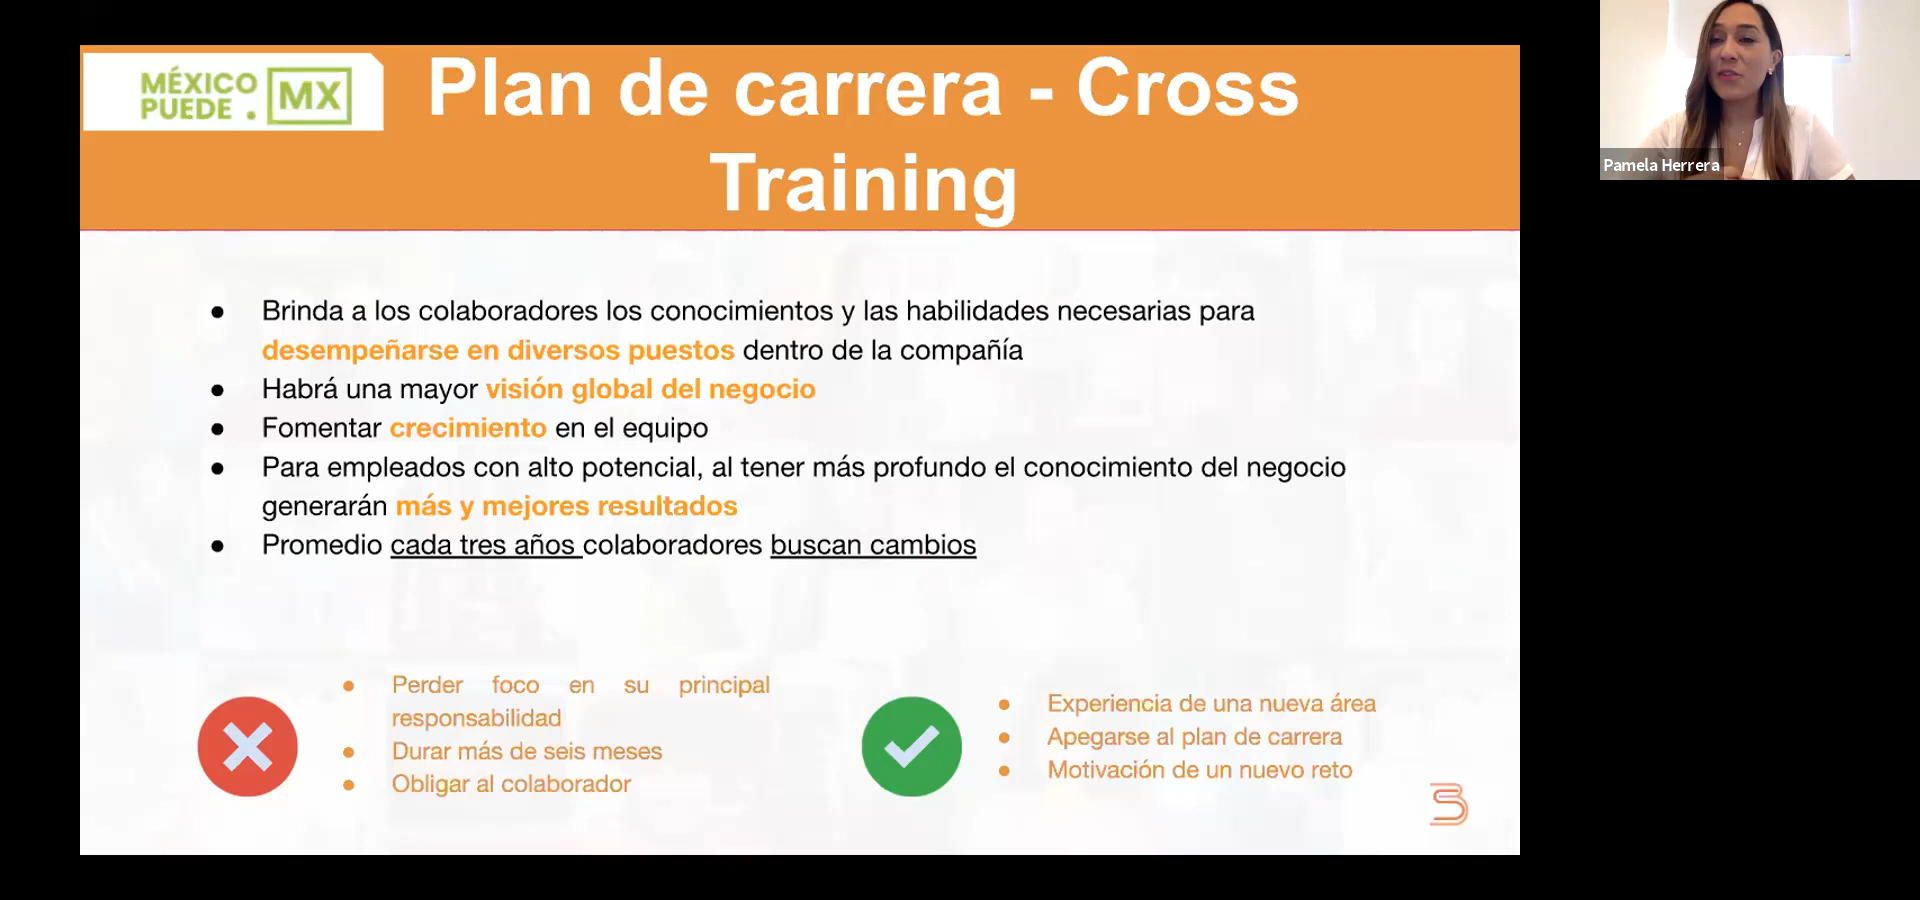 MÉXICO
PUEDE . MX
Plan de carrera - Cross
Training
Pamela Herrera
● Brinda a los colaboradores los conocimientos y las habilidades necesarias para
desempeñarse en diversos puestos dentro de la compañía
● Habrá una mayor visión global del negocio
● Fomentar crecimiento en el equipo
● Para empleados con alto potencial, al tener más profundo el conocimiento del negocio
generarán más y mejores resultados
● Promedio cada tres años colaboradores buscan cambios
● Perder foco en su principal
responsabilidad
● Durar más de seis meses
● Obligar al colaborador
● Experiencia de una nueva área
● Apegarse al plan de carrera
● Motivación de un nuevo reto